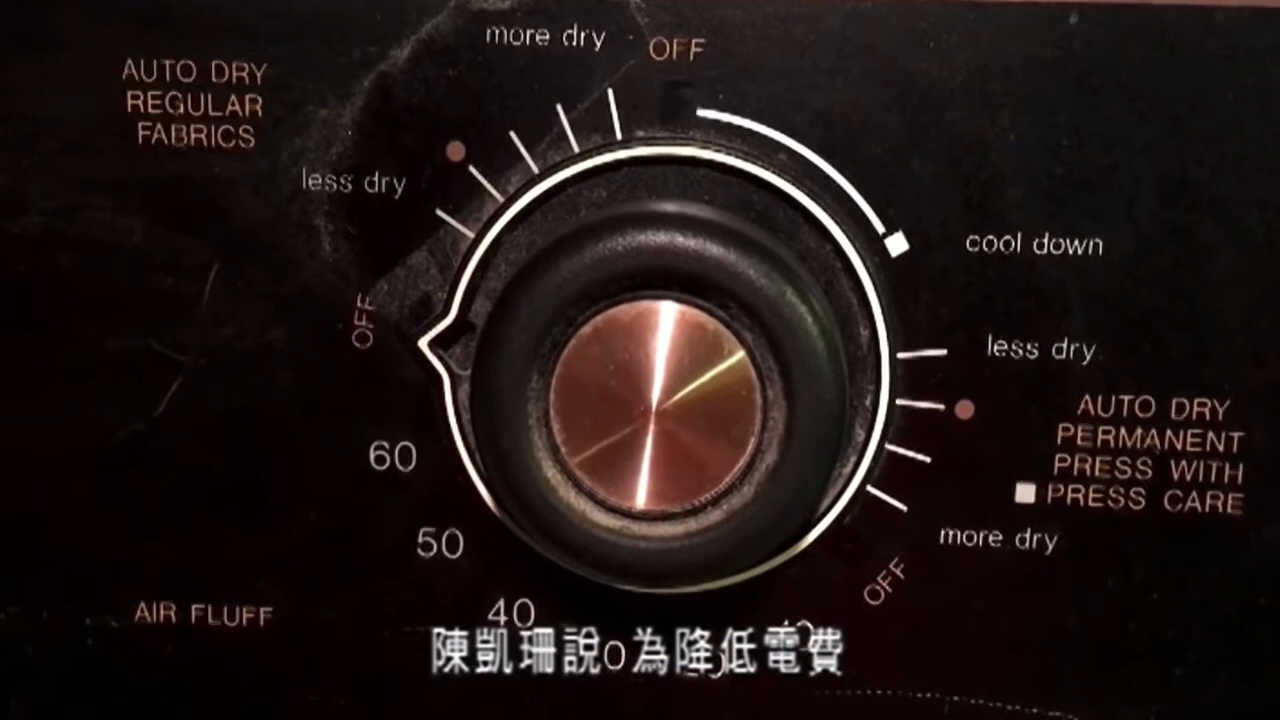 more dry
OFF
AUTO DRY
REGULAR
FABRICS
less dry
cool down
OFF
less dry
AUTO DRY
PERMANENT
PRESS WITH
PRESS CARE
60
50
more dry
OFF
AIR FLUFF
40
陳凱珊說 為降低電費